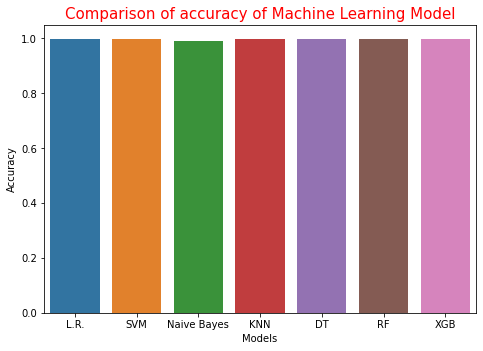 Comparison of accuracy of Machine Learning Model
1.0
0.8
0.6
0.4
0.2
0.0
Accuracy
L.R. SVM Naive Bayes KNN DT RF XGB
Models